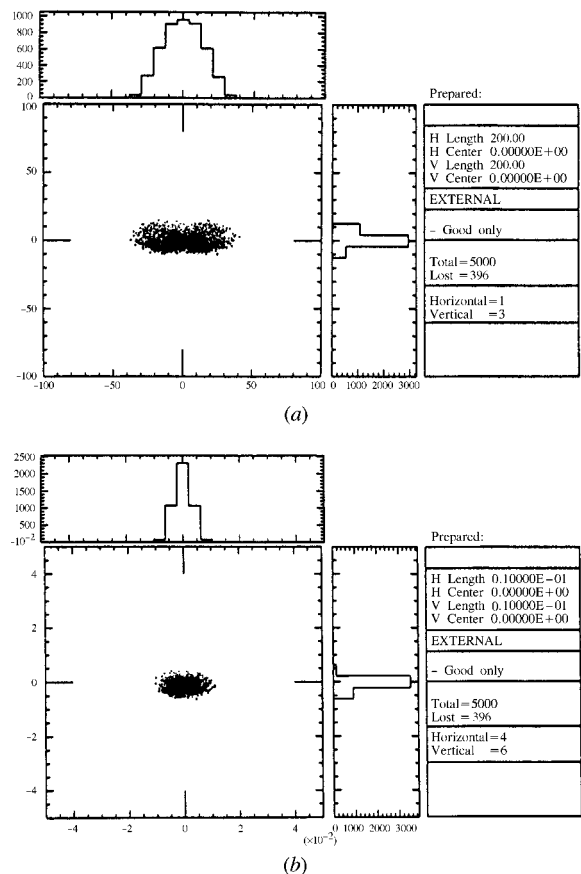 1000
800
600
400
200
0
100
50
0
−50
−100
−100 −50 0 50 100
0 1000 2000 3000
Prepared:
H Length 200.00
H Center 0.00000E+00
V Length 200.00
V Center 0.00000E+00
EXTERNAL
– Good only
Total=5000
Lost =396
Horizontal=1
Vertical =3
(a)
2500
2000
1500
1000
500
−10⁻²
4
2
0
−2
−4
−4 −2 0 2 4
(×10⁻²)
0 1000 2000 3000
Prepared:
H Length 0.10000E−01
H Center 0.00000E+00
V Length 0.10000E−01
V Center 0.00000E+00
EXTERNAL
– Good only
Total=5000
Lost =396
Horizontal=4
Vertical =6
(b)